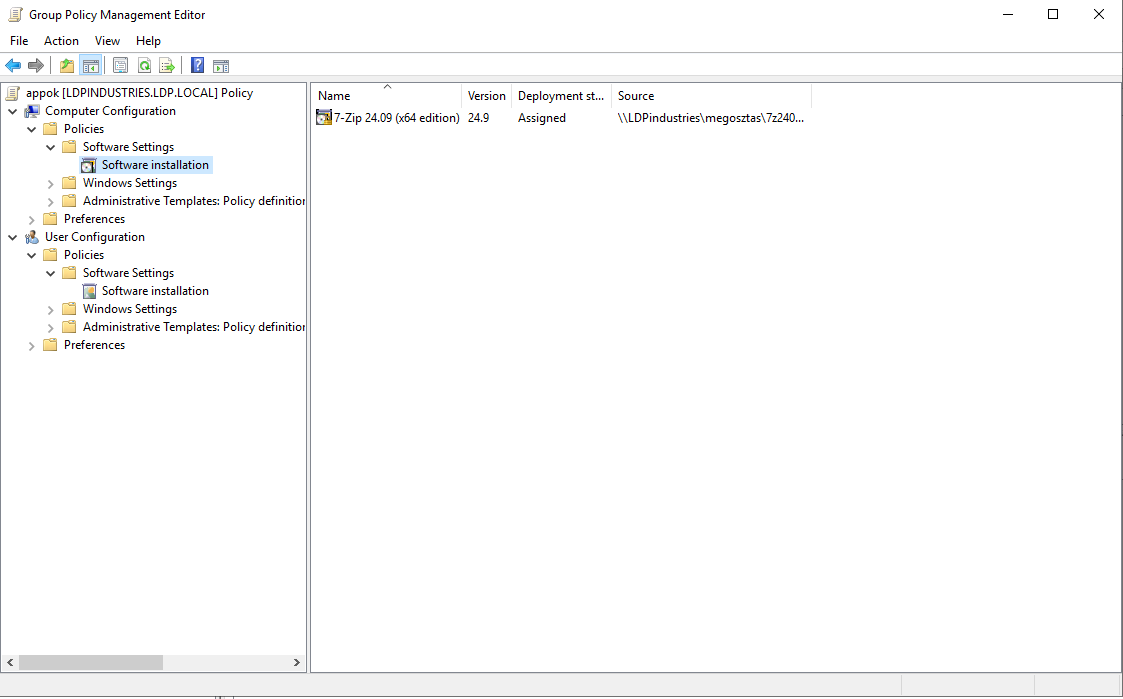 Group Policy Management Editor
File Action View Help
appok [LDPINDUSTRIES.LDP.LOCAL] Policy
Computer Configuration
Policies
Software Settings
Software installation
Windows Settings
Administrative Templates: Policy definition
Preferences
User Configuration
Policies
Software Settings
Software installation
Windows Settings
Administrative Templates: Policy definition
Preferences
Name Version Deployment st... Source
7-Zip 24.09 (x64 edition) 24.9 Assigned \\LDPindustries\megosztas\7z240...